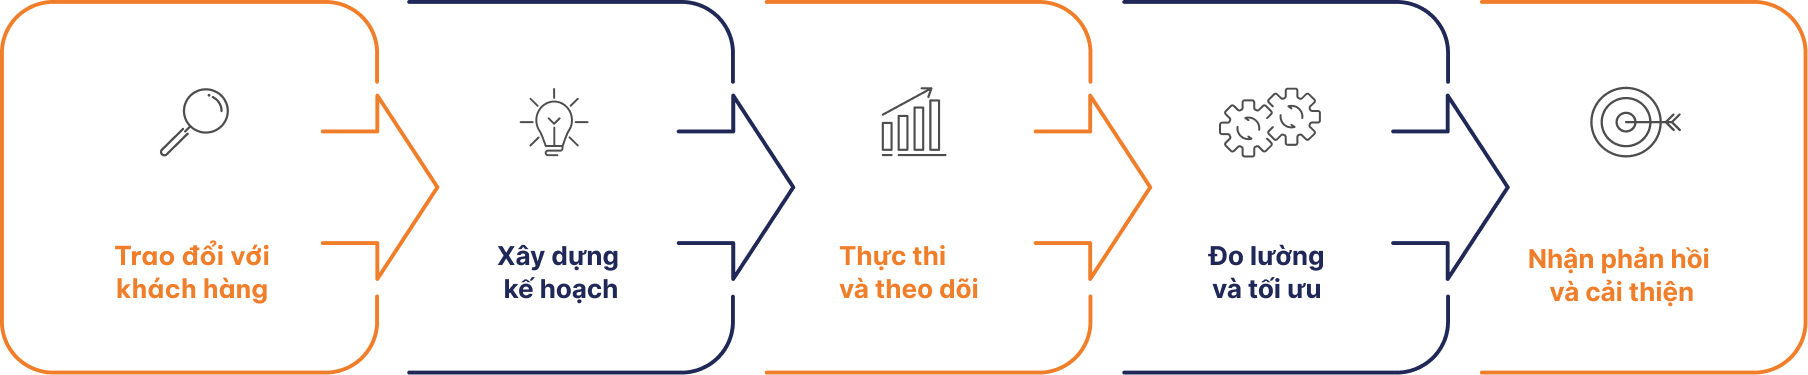 Trao đổi với
khách hàng
Xây dựng
kế hoạch
Thực thi
và theo dõi
Đo lường
và tối ưu
Nhận phản hồi
và cải thiện